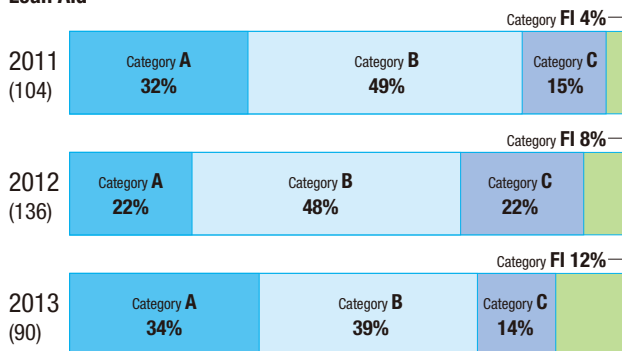 Category FI 4%
2011
(104)
Category A
32%
Category B
49%
Category C
15%
Category FI 8%
2012
(136)
Category A
22%
Category B
48%
Category C
22%
Category FI 12%
2013
(90)
Category A
34%
Category B
39%
Category C
14%